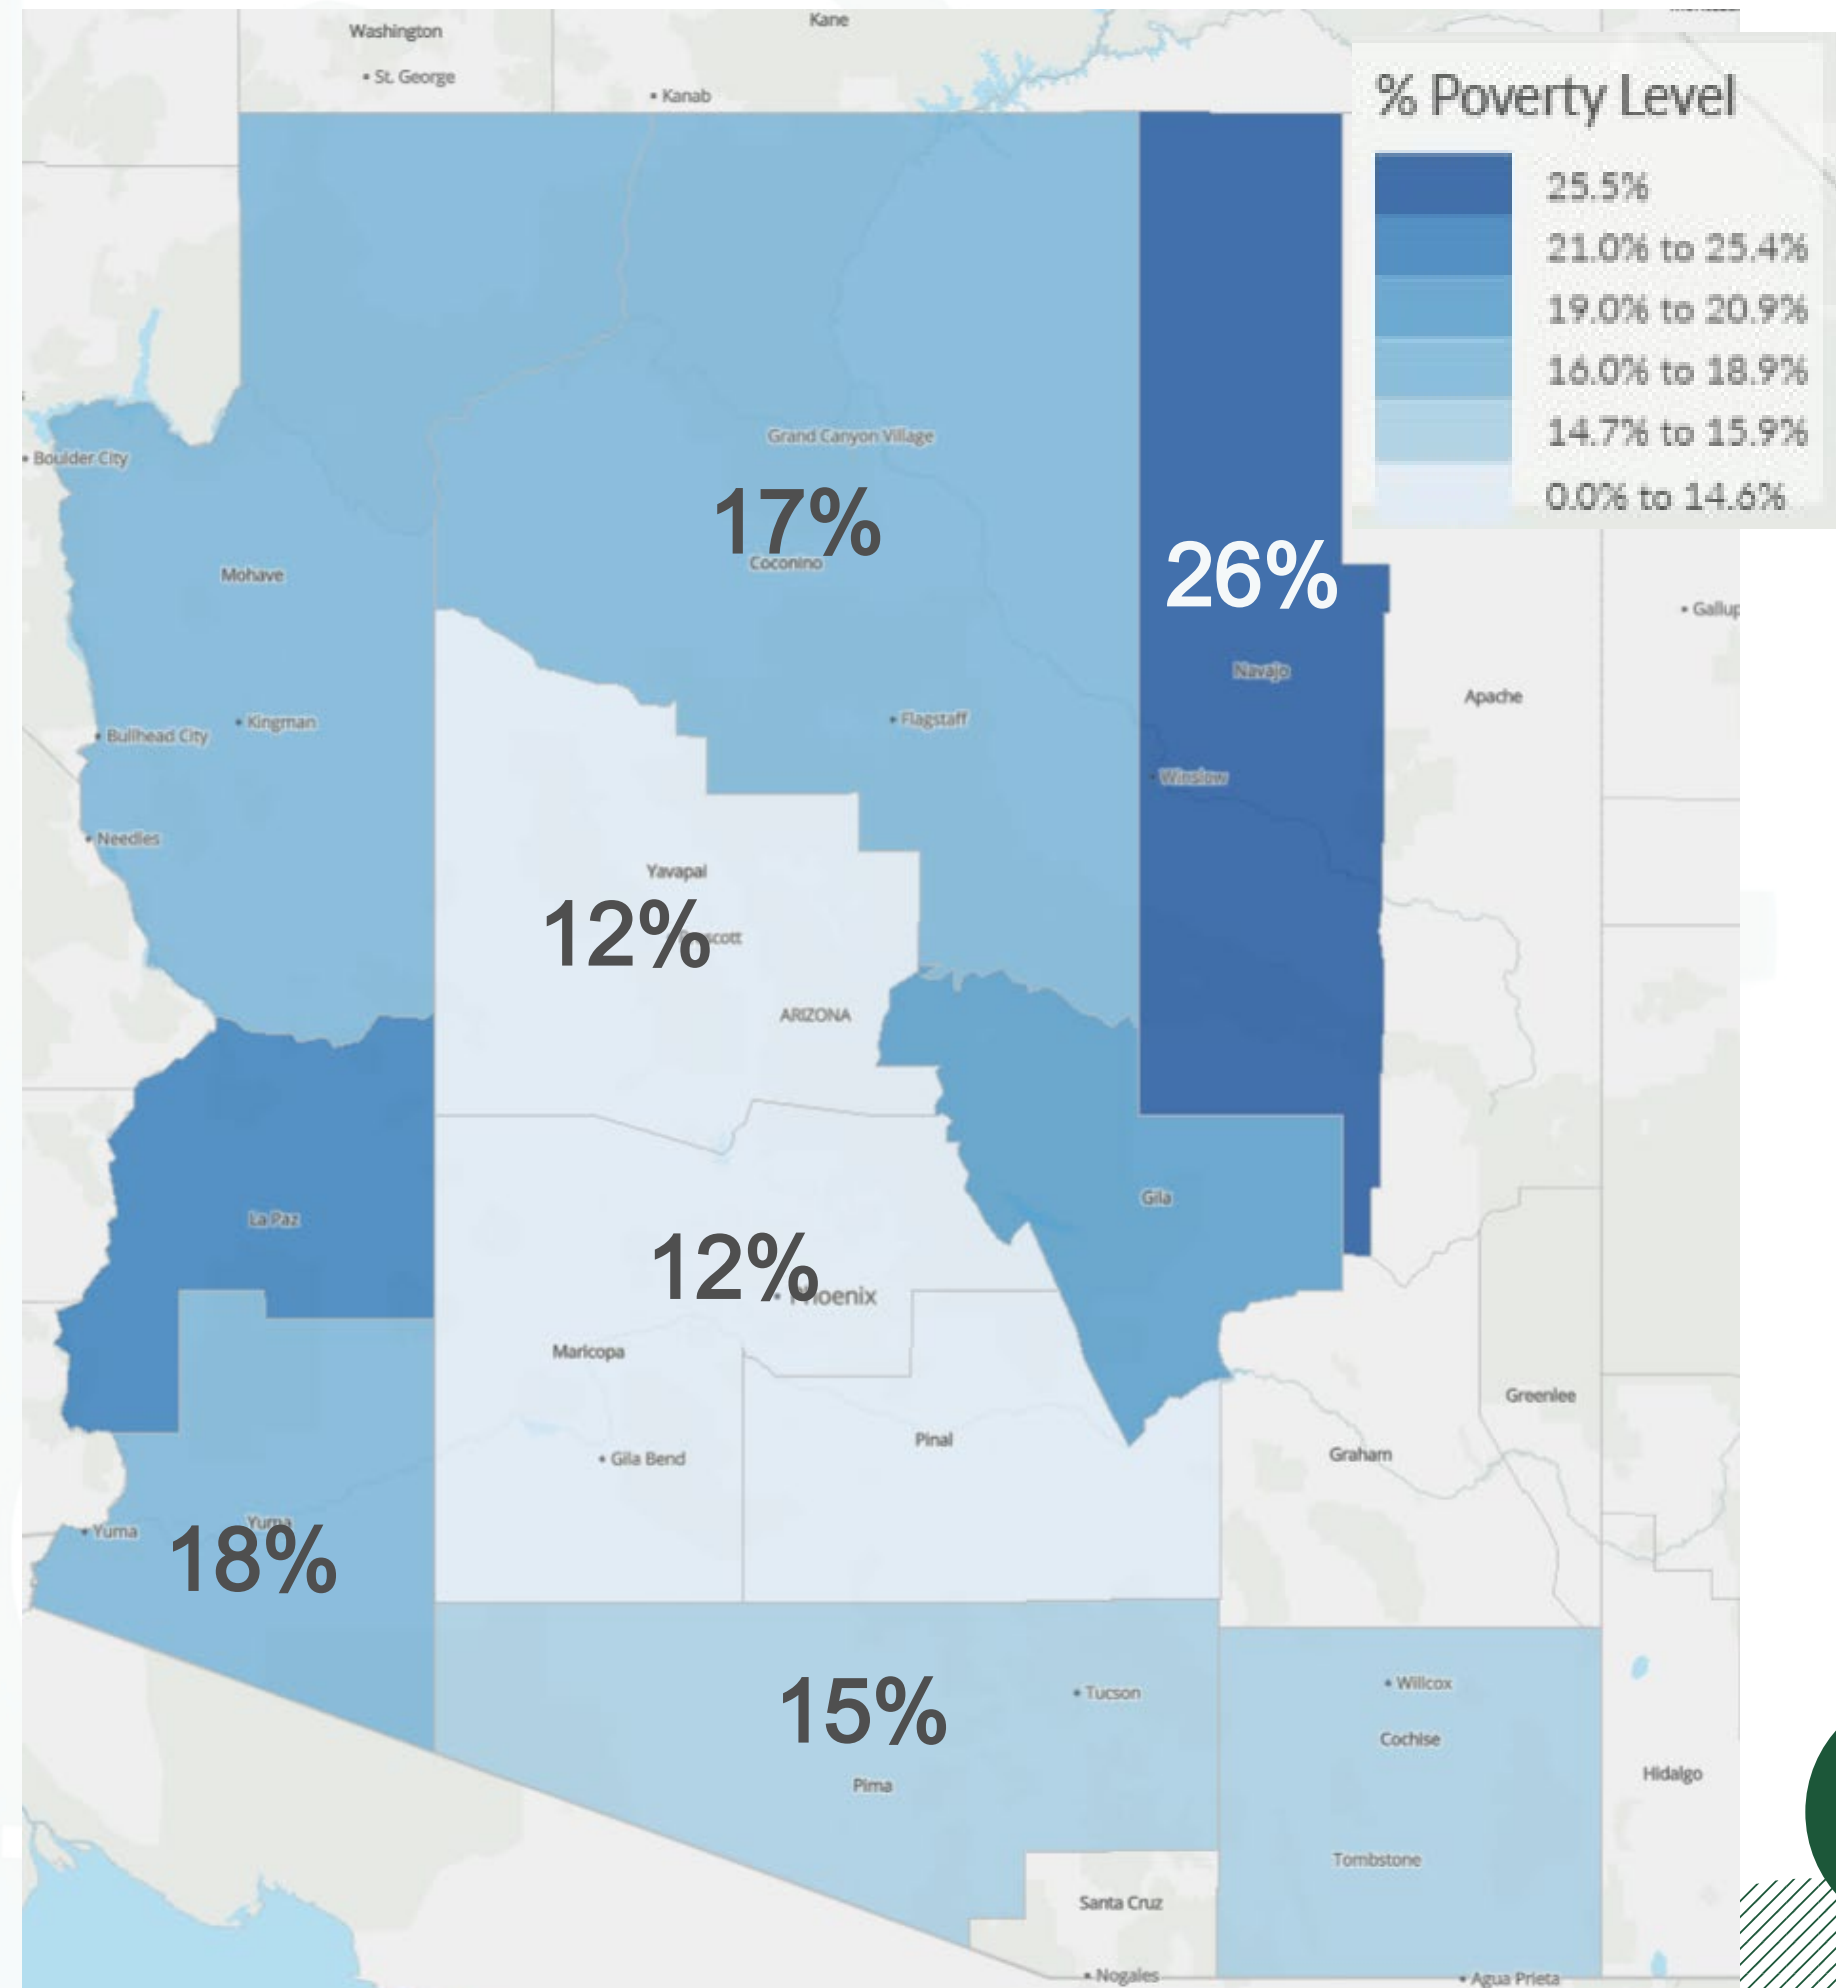 Washington
Kane
• St. George
• Kanab
% Poverty Level
25.5%
21.0% to 25.4%
19.0% to 20.9%
16.0% to 18.9%
14.7% to 15.9%
0.0% to 14.6%
Grand Canyon Village
• Boulder City
17%
Coconino
26%
Mohave
• Gallup
Navajo
Apache
• Kingman
• Flagstaff
• Bullhead City
• Winslow
• Needles
Yavapai
12%
ARIZONA
Gila
La Paz
12%
• Phoenix
Maricopa
Greenlee
Pinal
Graham
• Gila Bend
• Yuma
Yuma
18%
15%
• Tucson
• Willcox
Cochise
Pima
Hidalgo
Tombstone
Santa Cruz
• Nogales
• Agua Prieta